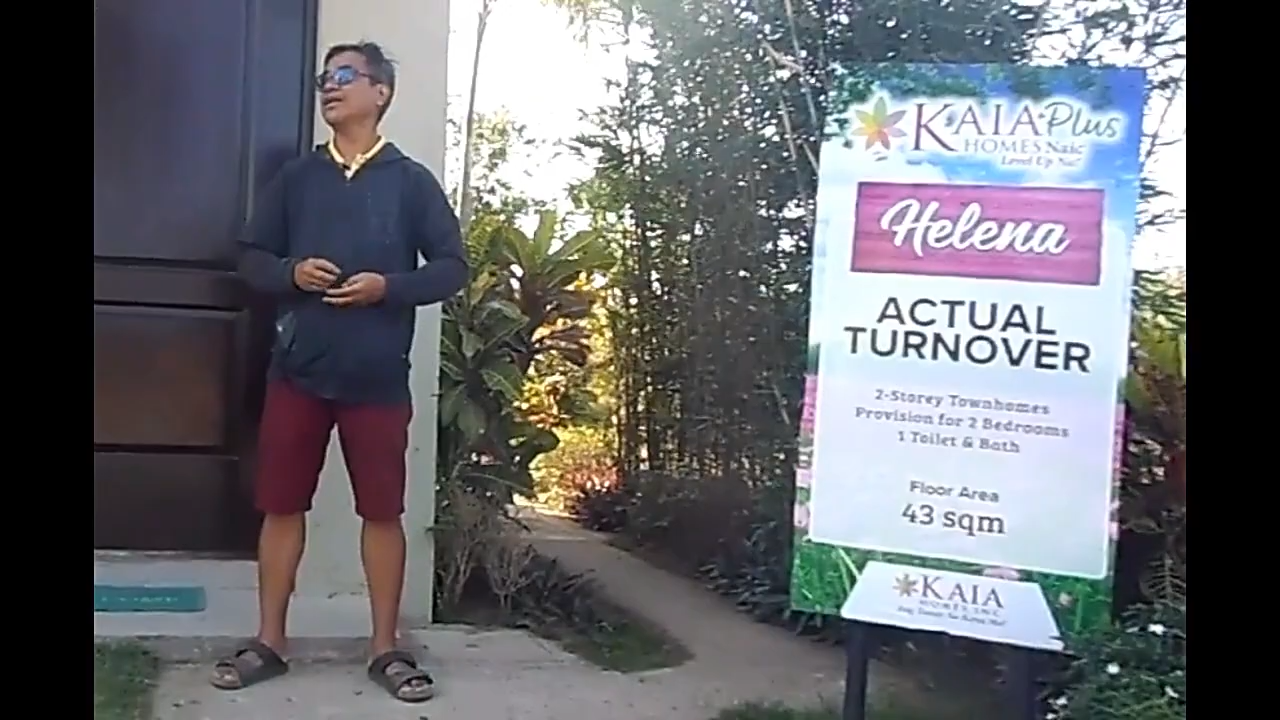 KAIA Plus
HOMES Naic
Level Up Na!
Helena
ACTUAL
TURNOVER
2-Storey Townhomes
Provision for 2 Bedrooms
1 Toilet & Bath
Floor Area
43 sqm
KAIA
HOMES INC.